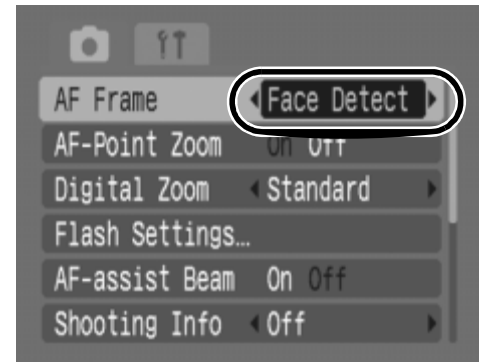 AF Frame Face Detect
AF-Point Zoom On Off
Digital Zoom Standard
Flash Settings…
AF-assist Beam On Off
Shooting Info Off